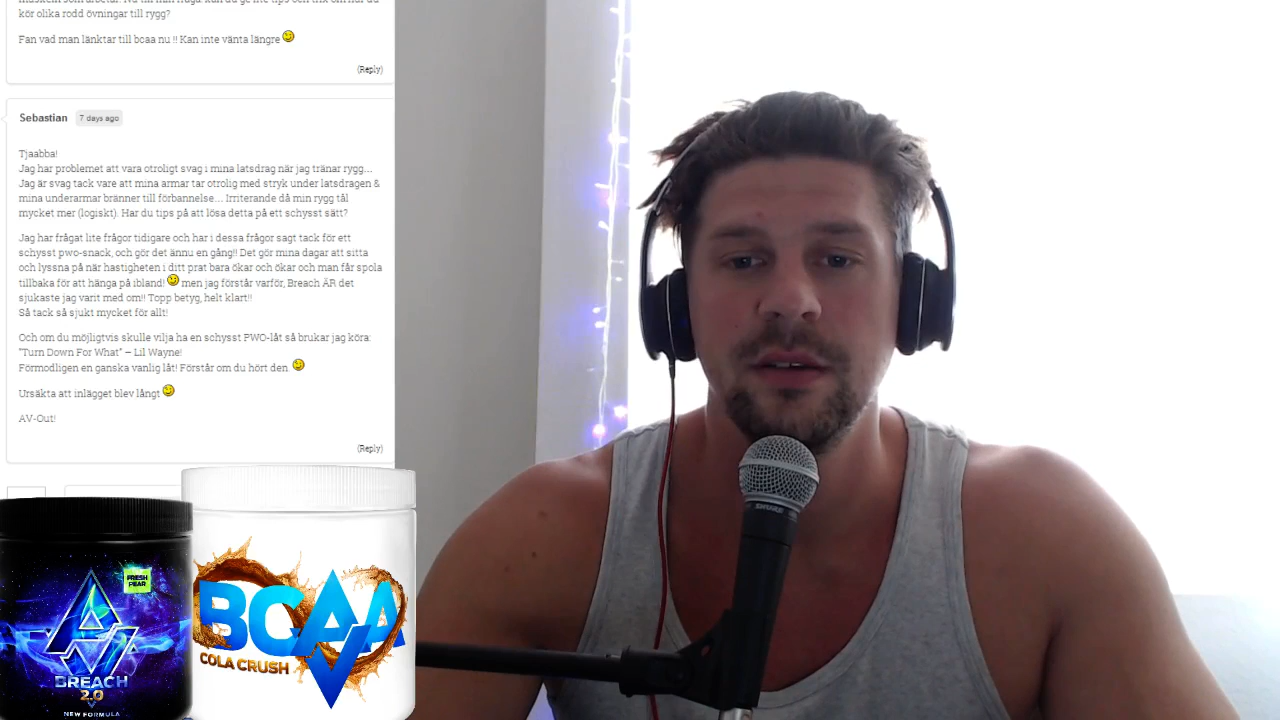 kör olika rodd övningar till rygg?
Fan vad man länktar till bcaa nu !! Kan inte vänta längre
(Reply)
Sebastian 7 days ago
Tjaabba!
Jag har problemet att vara otroligt svag i mina latsdrag när jag tränar rygg...
Jag är svag tack vare att mina armar tar otrolig med stryk under latsdragen &
mina underarmar bränner till förbannelse... Irriterande då min rygg tål
mycket mer (logiskt). Har du tips på att lösa detta på ett schysst sätt?
Jag har frågat lite frågor tidigare och har i dessa frågor sagt tack för ett
schysst pwo-snack, och gör det ännu en gång!! Det gör mina dagar att sitta
och lyssna på när hastigheten i ditt prat bara ökar och ökar och man får spola
tillbaka för att hänga på ibland! men jag förstår varför, Breach ÄR det
sjukaste jag varit med om!! Topp betyg, helt klart!!
Så tack så sjukt mycket för allt!
Och om du möjligtvis skulle vilja ha en schysst PWO-låt så brukar jag köra:
"Turn Down For What" – Lil Wayne!
Förmodligen en ganska vanlig låt! Förstår om du hört den.
Ursäkta att inlägget blev långt
AV-Out!
(Reply)
FRESH
PEAR
BREACH
2.0
NEW FORMULA
BCAA
COLA CRUSH
SHURE